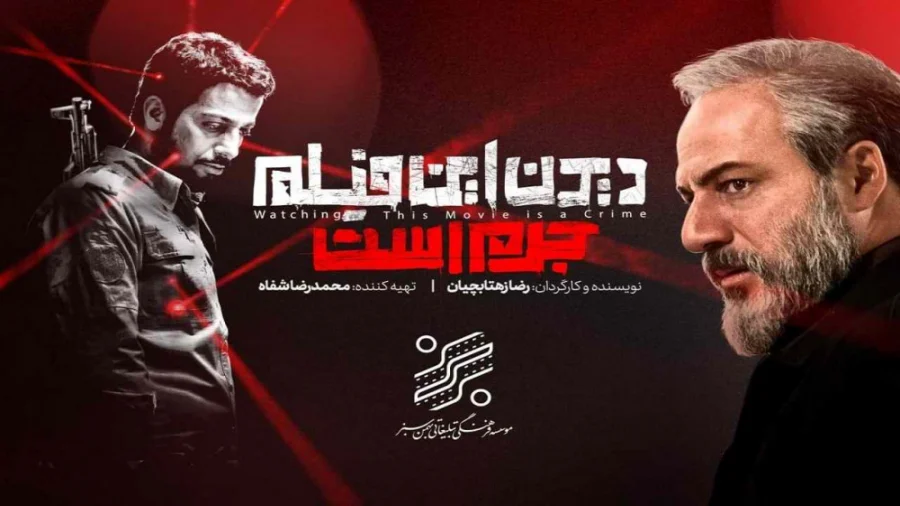 دیدن این فیلم
Watching This Movie is a Crime
جرم است
نویسنده و کارگردان: رضا زهتابچیان | تهیه کننده: محمدرضا شفاه
موسسه فرهنگی تبلیغاتی بهمن سبز